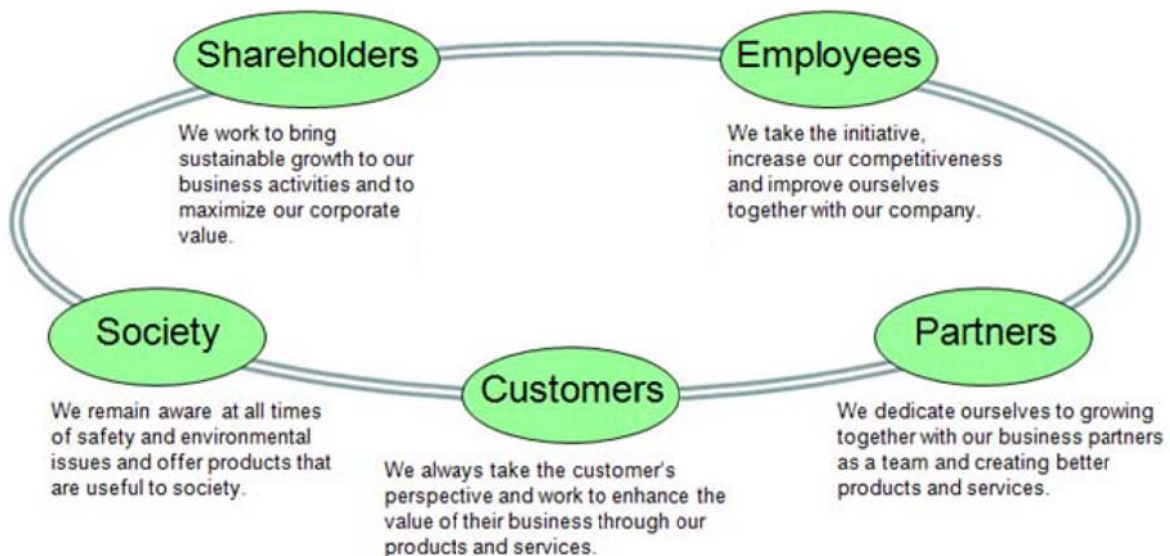 Shareholders
We work to bring
sustainable growth to our
business activities and to
maximize our corporate
value.
Employees
We take the initiative,
increase our competitiveness
and improve ourselves
together with our company.
Society
We remain aware at all times
of safety and environmental
issues and offer products that
are useful to society.
Customers
We always take the customer's
perspective and work to enhance the
value of their business through our
products and services.
Partners
We dedicate ourselves to growing
together with our business partners
as a team and creating better
products and services.